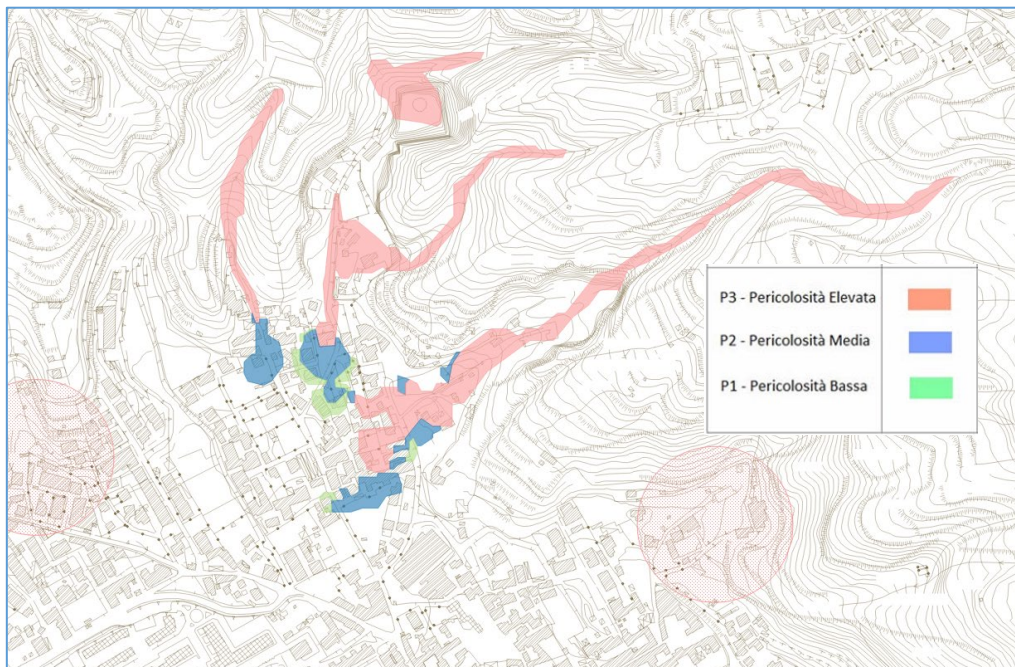 P3 - Pericolosità Elevata
P2 - Pericolosità Media
P1 - Pericolosità Bassa